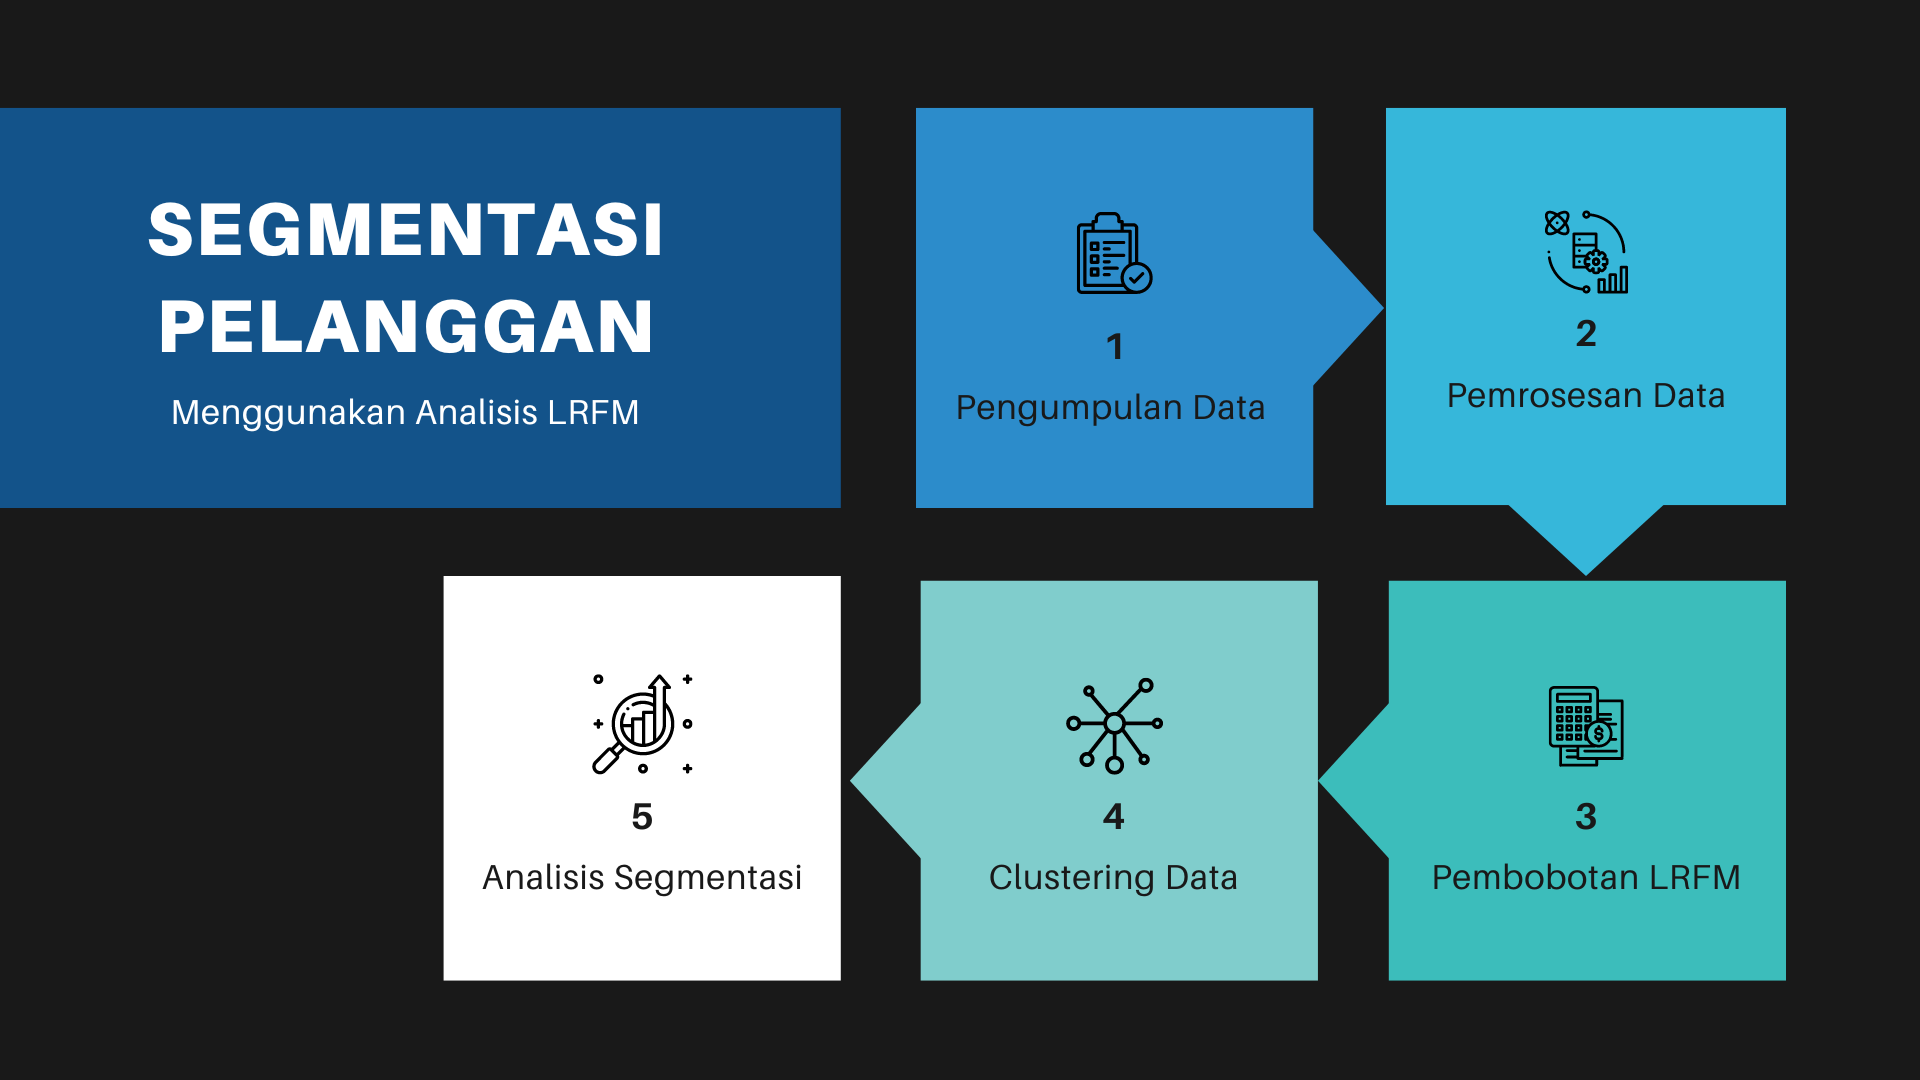 SEGMENTASI
PELANGGAN
Menggunakan Analisis LRFM
1
Pengumpulan Data
2
Pemrosesan Data
3
Pembobotan LRFM
4
Clustering Data
5
Analisis Segmentasi